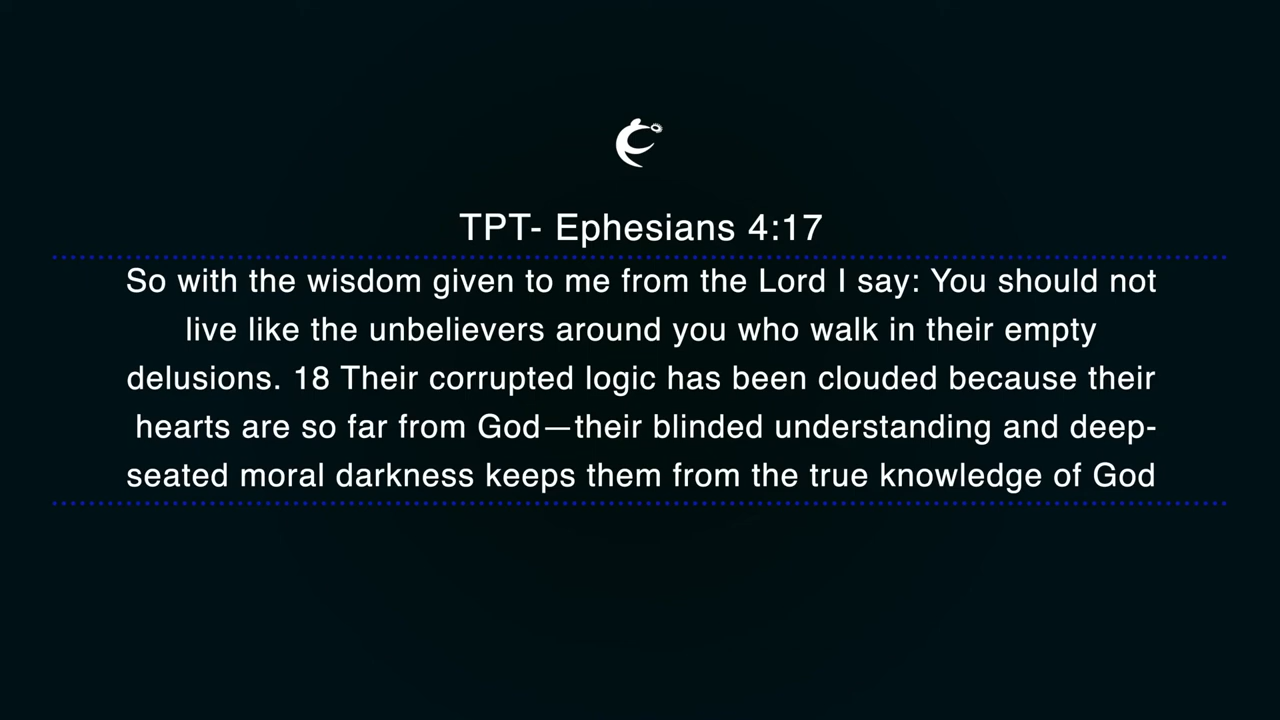 TPT- Ephesians 4:17
So with the wisdom given to me from the Lord I say: You should not
live like the unbelievers around you who walk in their empty
delusions. 18 Their corrupted logic has been clouded because their
hearts are so far from God—their blinded understanding and deep-
seated moral darkness keeps them from the true knowledge of God